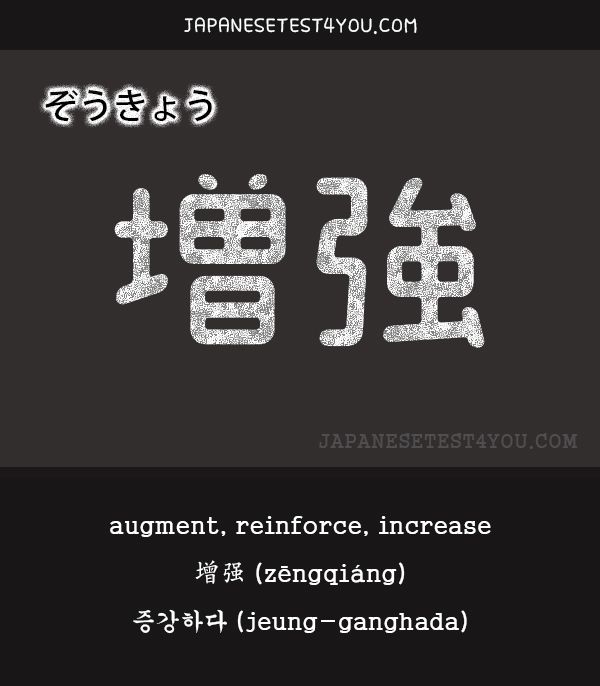 JAPANESETEST4YOU.COM
ぞうきょう
増強
JAPANESETEST4YOU.COM
augment, reinforce, increase
增强 (zēngqiáng)
증강하다 (jeung-ganghada)